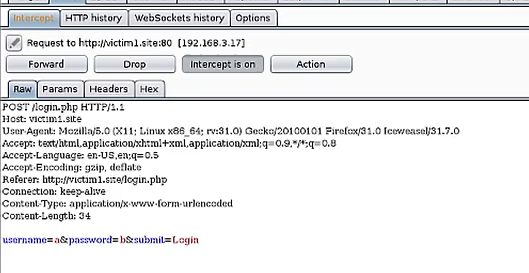 Intercept HTTP history WebSockets history Options
Request to http://victim1.site:80 [192.168.3.17]
Forward Drop Intercept is on Action
Raw Params Headers Hex
POST /login.php HTTP/1.1
Host: victim1.site
User-Agent: Mozilla/5.0 (X11; Linux x86_64; rv:31.0) Gecko/20100101 Firefox/31.0 Iceweasel/31.7.0
Accept: text/html,application/xhtml+xml,application/xml;q=0.9,*/*;q=0.8
Accept-Language: en-US,en;q=0.5
Accept-Encoding: gzip, deflate
Referer: http://victim1.site/login.php
Connection: keep-alive
Content-Type: application/x-www-form-urlencoded
Content-Length: 34
username=a&password=b&submit=Login